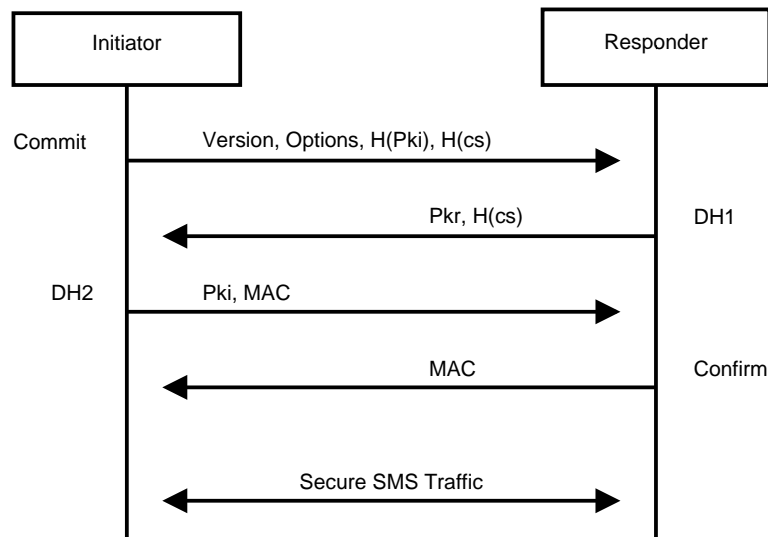 Initiator
Responder
Commit
Version, Options, H(Pki), H(cs)
Pkr, H(cs)
DH1
DH2
Pki, MAC
MAC
Confirm
Secure SMS Traffic